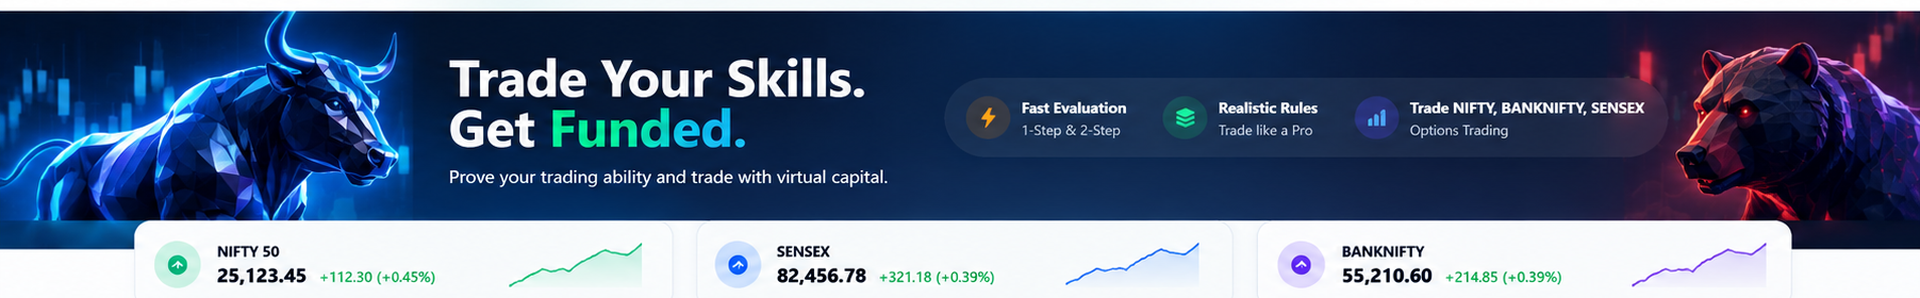 Trade Your Skills.
Get Funded.
Prove your trading ability and trade with virtual capital.
Fast Evaluation
1-Step & 2-Step
Realistic Rules
Trade like a Pro
Trade NIFTY, BANKNIFTY, SENSEX
Options Trading
NIFTY 50
25,123.45 +112.30 (+0.45%)
SENSEX
82,456.78 +321.18 (+0.39%)
BANKNIFTY
55,210.60 +214.85 (+0.39%)